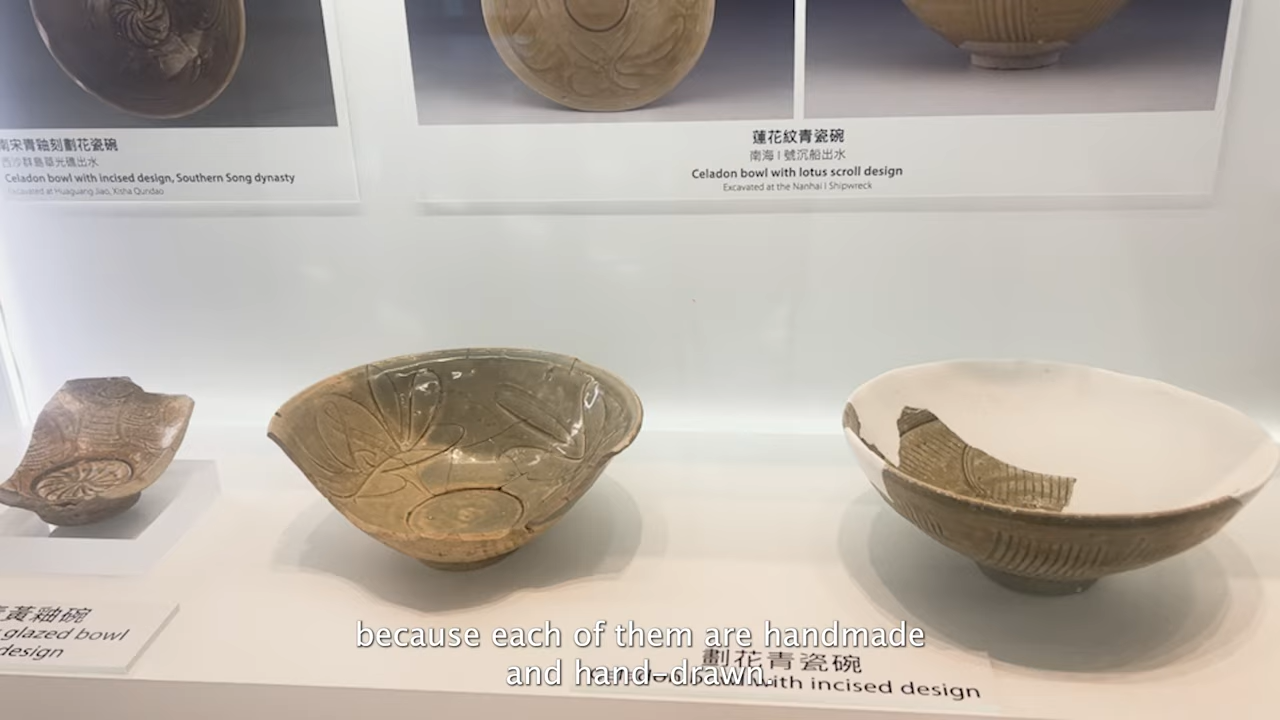 南宋青釉刻劃花瓷碗
西沙群島華光礁出水
Celadon bowl with incised design, Southern Song dynasty
Excavated at Huaguang Jiao, Xisha Qundao
蓮花紋青瓷碗
南海 I 號沉船出水
Celadon bowl with lotus scroll design
Excavated at the Nanhai I Shipwreck
黃釉碗
glazed bowl
design
劃花青瓷碗
with incised design
because each of them are handmade
and hand-drawn.